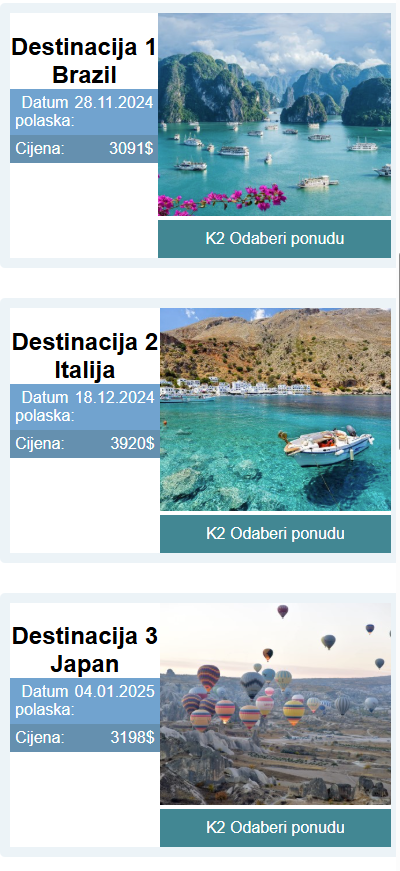 Destinacija 1
Brazil
Datum 28.11.2024
polaska:
Cijena: 3091$
K2 Odaberi ponudu
Destinacija 2
Italija
Datum 18.12.2024
polaska:
Cijena: 3920$
K2 Odaberi ponudu
Destinacija 3
Japan
Datum 04.01.2025
polaska:
Cijena: 3198$
K2 Odaberi ponudu